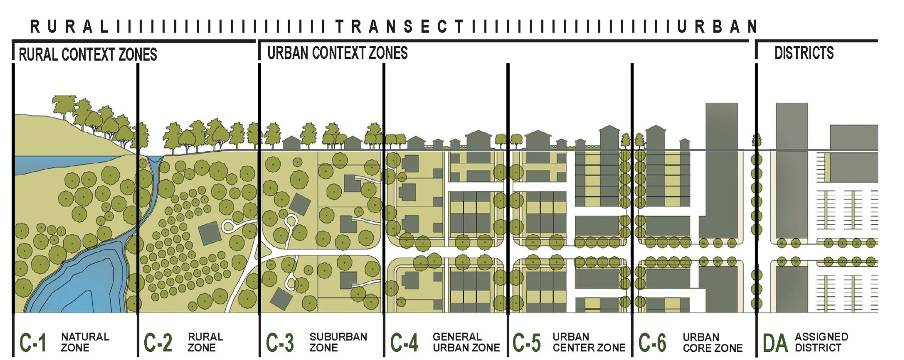 RURAL TRANSECT URBAN
RURAL CONTEXT ZONES
URBAN CONTEXT ZONES
DISTRICTS
C-1 NATURAL ZONE
C-2 RURAL ZONE
C-3 SUBURBAN ZONE
C-4 GENERAL URBAN ZONE
C-5 URBAN CENTER ZONE
C-6 URBAN CORE ZONE
DA ASSIGNED DISTRICT